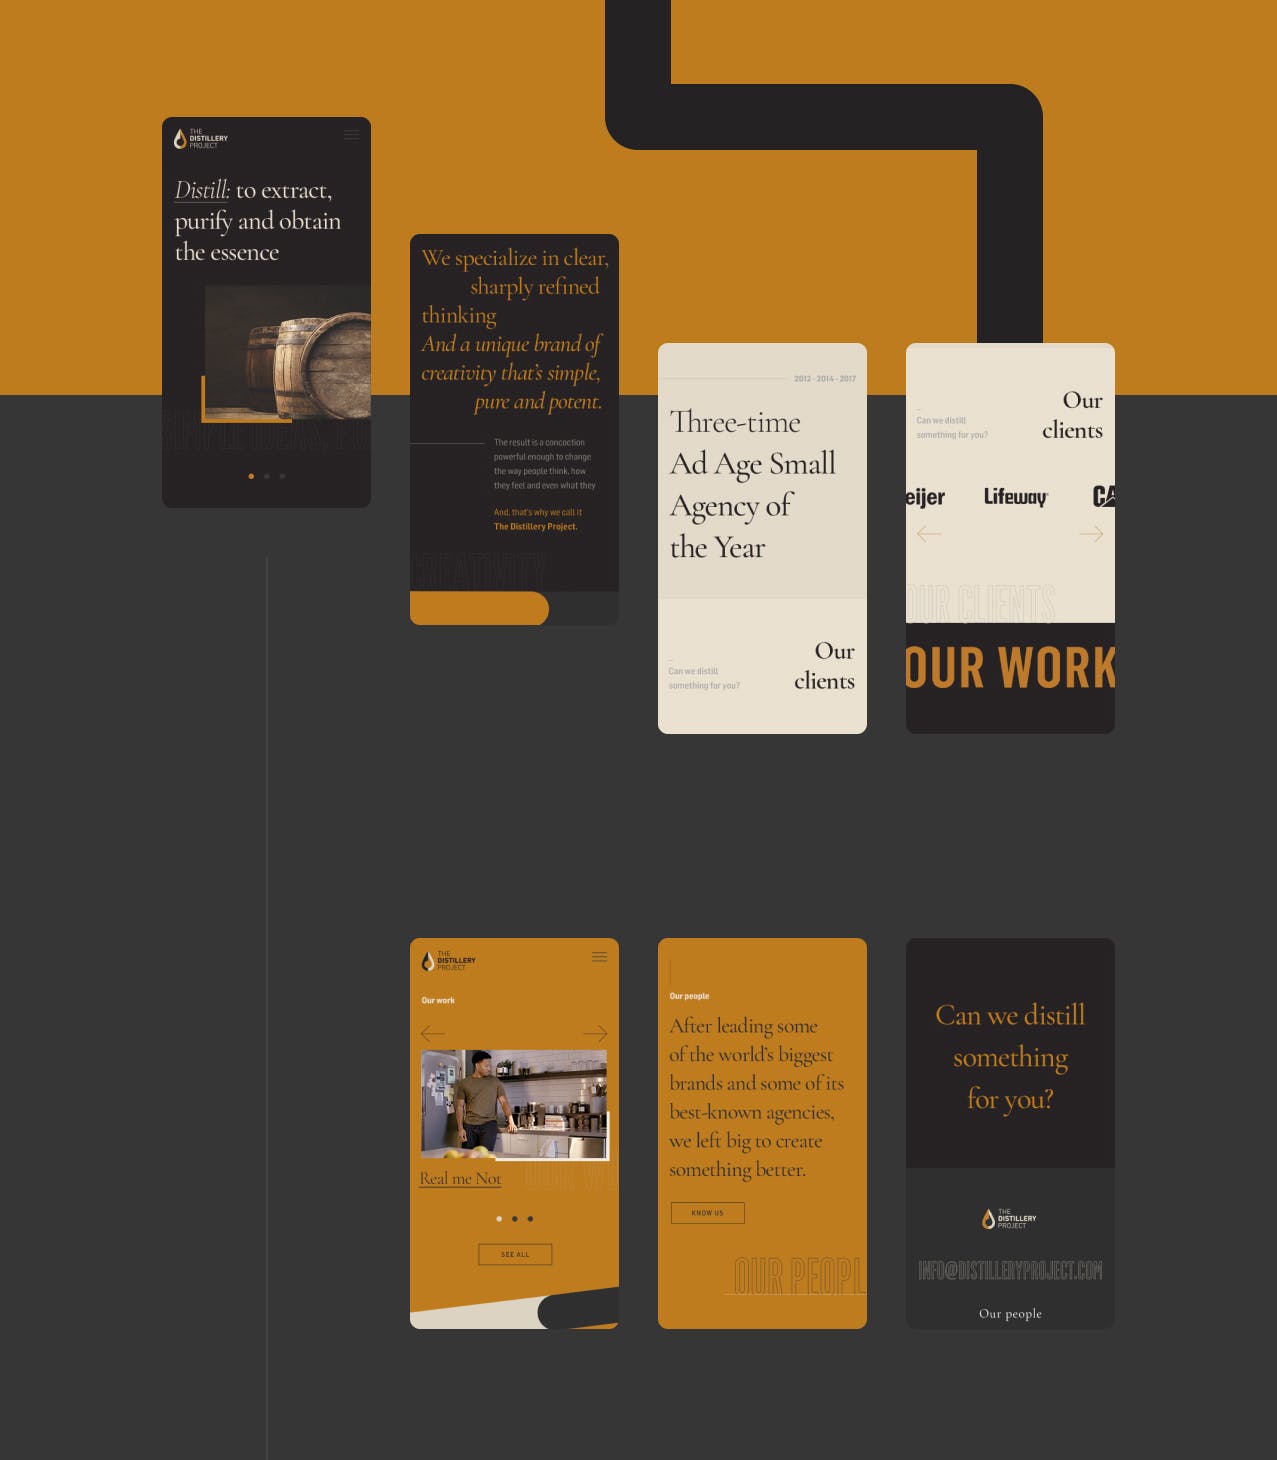 THE
DISTILLERY
PROJECT
Distill: to extract,
purify and obtain
the essence
We specialize in clear,
sharply refined
thinking
And a unique brand of
creativity that's simple,
pure and potent.
The result is a concoction
powerful enough to change
the way people think, how
they feel and even what they
And, that's why we call it
The Distillery Project.
CREATIVITY
2012 - 2014 - 2017
Three-time
Ad Age Small
Agency of
the Year
Our
clients
Can we distill
something for you?
Our
clients
Can we distill
something for you?
eijer
Lifeway
CA
OUR CLIENTS
OUR WORK
THE
DISTILLERY
PROJECT
Our work
Real me Not
OUR WO
SEE ALL
Our people
After leading some
of the world's biggest
brands and some of its
best-known agencies,
we left big to create
something better.
KNOW US
OUR PEOPL
Can we distill
something
for you?
THE
DISTILLERY
PROJECT
INFO@DISTILLERYPROJECT.COM
Our people